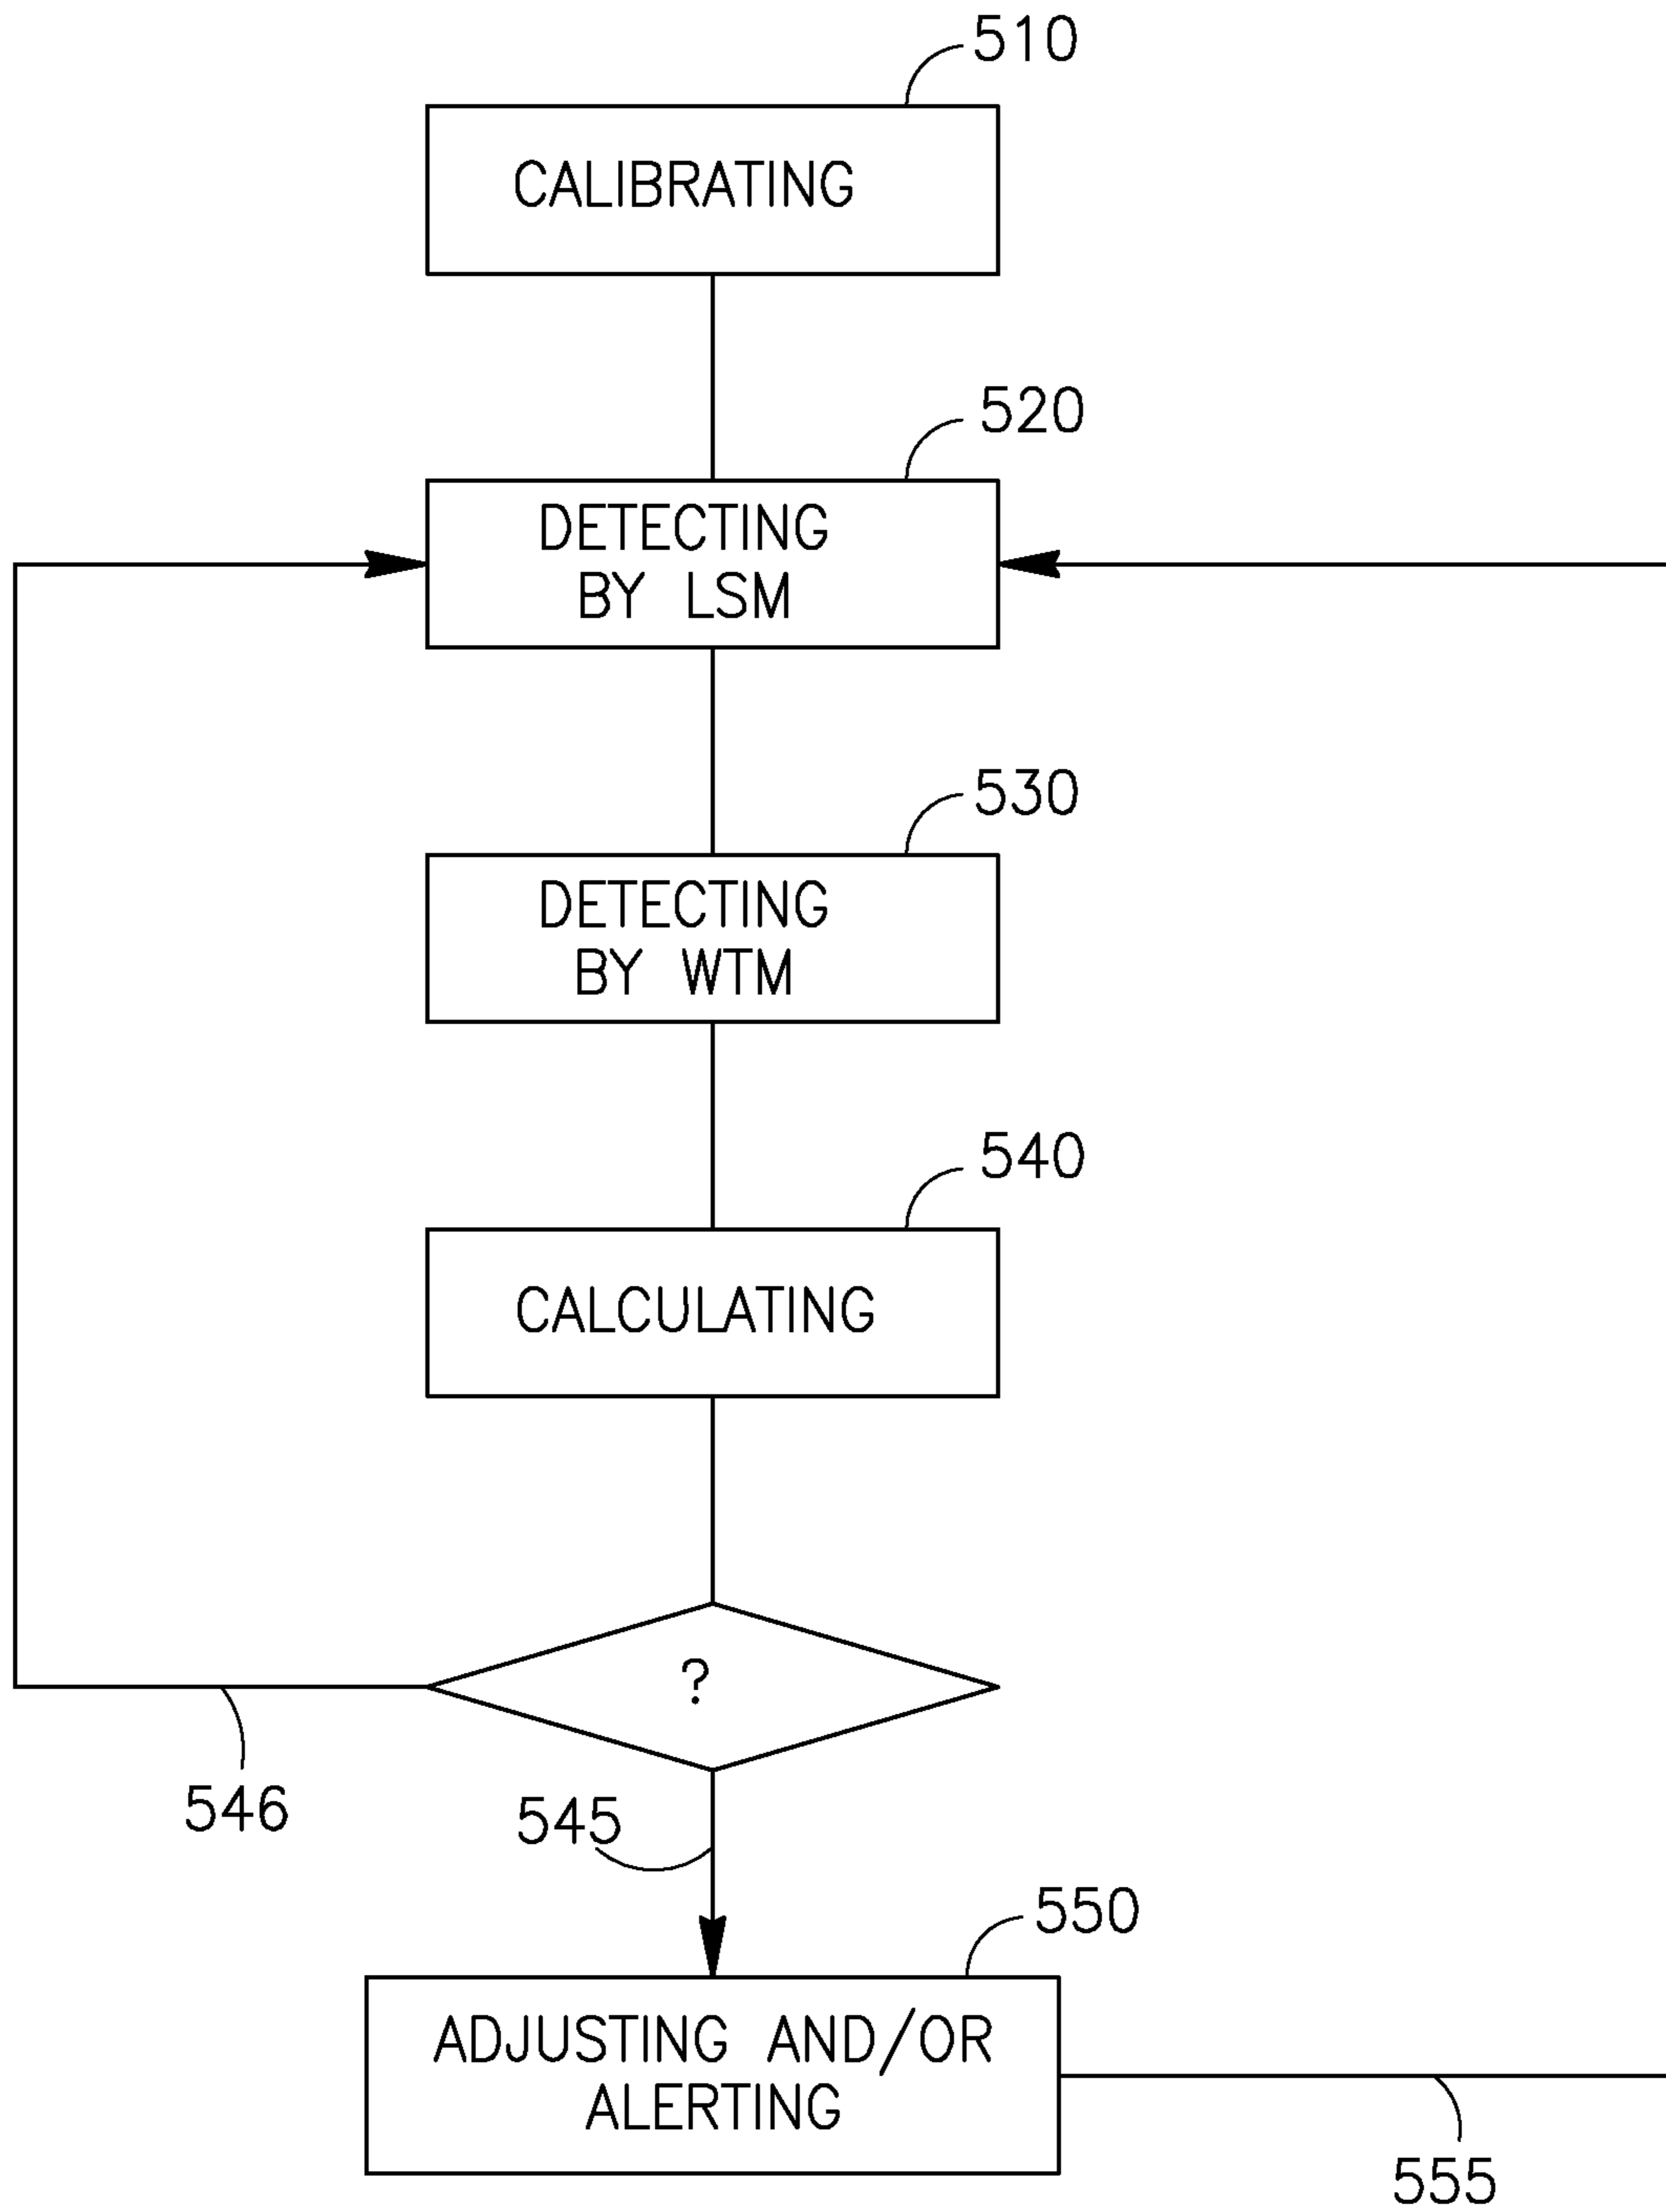 510
CALIBRATING
520
DETECTING
BY LSM
530
DETECTING
BY WTM
540
CALCULATING
?
546
545
550
ADJUSTING AND/OR
ALERTING
555